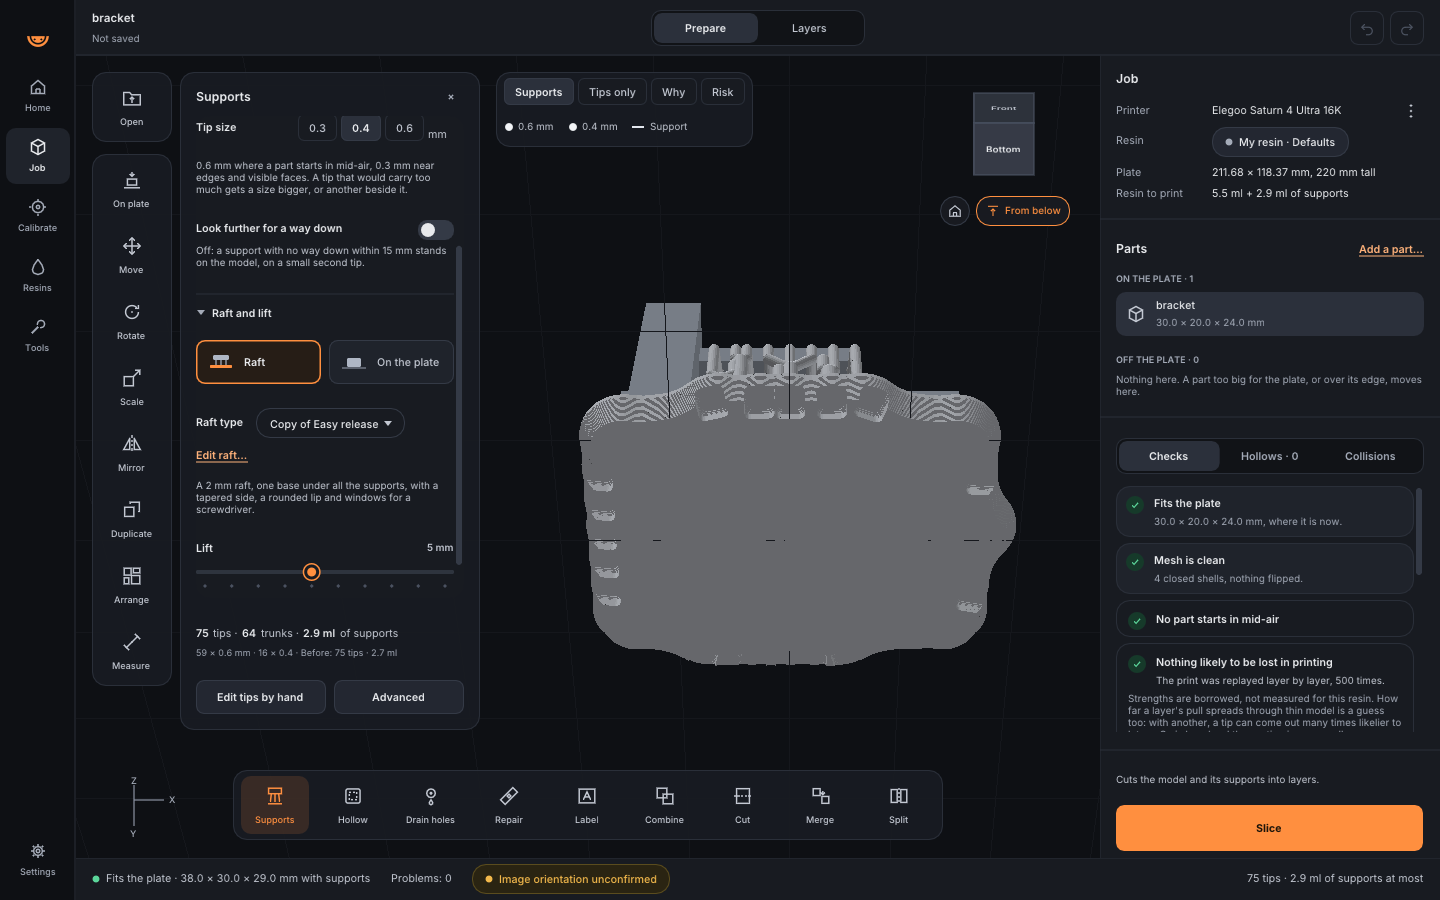 bracket
Not saved
Prepare
Layers
Home
Job
Calibrate
Resins
Tools
Settings
Open
On plate
Move
Rotate
Scale
Mirror
Duplicate
Arrange
Measure
Supports
×
Tip size
0.3
0.4
0.6
mm
0.6 mm where a part starts in mid-air, 0.3 mm near
edges and visible faces. A tip that would carry too
much gets a size bigger, or another beside it.
Look further for a way down
Off: a support with no way down within 15 mm stands
on the model, on a small second tip.
Raft and lift
Raft
On the plate
Raft type
Copy of Easy release
Edit raft...
A 2 mm raft, one base under all the supports, with a
tapered side, a rounded lip and windows for a
screwdriver.
Lift
5 mm
75 tips · 64 trunks · 2.9 ml of supports
59 × 0.6 mm · 16 × 0.4 · Before: 75 tips · 2.7 ml
Edit tips by hand
Advanced
Supports
Tips only
Why
Risk
0.6 mm
0.4 mm
Support
Front
Bottom
From below
Z
X
Y
Supports
Hollow
Drain holes
Repair
Label
Combine
Cut
Merge
Split
Job
Printer
Elegoo Saturn 4 Ultra 16K
Resin
My resin · Defaults
Plate
211.68 × 118.37 mm, 220 mm tall
Resin to print
5.5 ml + 2.9 ml of supports
Parts
Add a part...
ON THE PLATE · 1
bracket
30.0 × 20.0 × 24.0 mm
OFF THE PLATE · 0
Nothing here. A part too big for the plate, or over its edge, moves
here.
Checks
Hollows · 0
Collisions
Fits the plate
30.0 × 20.0 × 24.0 mm, where it is now.
Mesh is clean
4 closed shells, nothing flipped.
No part starts in mid-air
Nothing likely to be lost in printing
The print was replayed layer by layer, 500 times.
Strengths are borrowed, not measured for this resin. How
far a layer's pull spreads through thin model is a guess
too: with another, a tip can come out many times likelier to
Cuts the model and its supports into layers.
Slice
Fits the plate · 38.0 × 30.0 × 29.0 mm with supports
Problems: 0
Image orientation unconfirmed
75 tips · 2.9 ml of supports at most